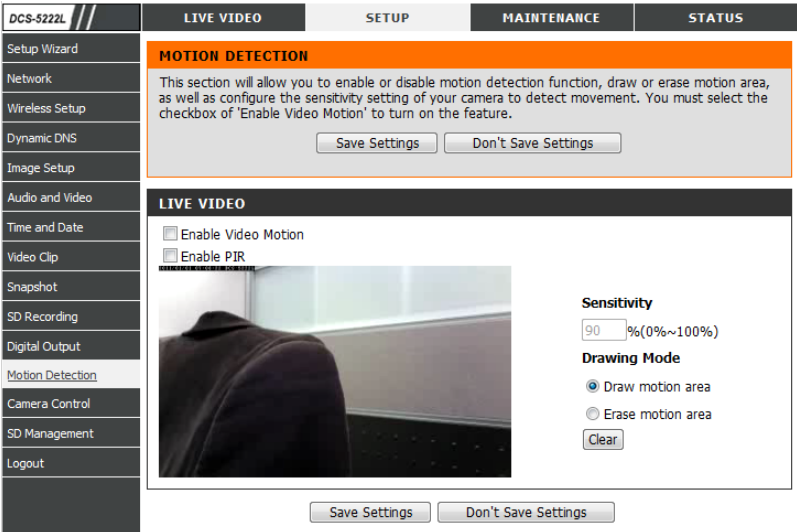 DCS-5222L
LIVE VIDEO
SETUP
MAINTENANCE
STATUS
Setup Wizard
Network
Wireless Setup
Dynamic DNS
Image Setup
Audio and Video
Time and Date
Video Clip
Snapshot
SD Recording
Digital Output
Motion Detection
Camera Control
SD Management
Logout
MOTION DETECTION
This section will allow you to enable or disable motion detection function, draw or erase motion area,
as well as configure the sensitivity setting of your camera to detect movement. You must select the
checkbox of 'Enable Video Motion' to turn on the feature.
Save Settings
Don't Save Settings
LIVE VIDEO
Enable Video Motion
Enable PIR
Sensitivity
90 %(0%~100%)
Drawing Mode
Draw motion area
Erase motion area
Clear
Save Settings
Don't Save Settings